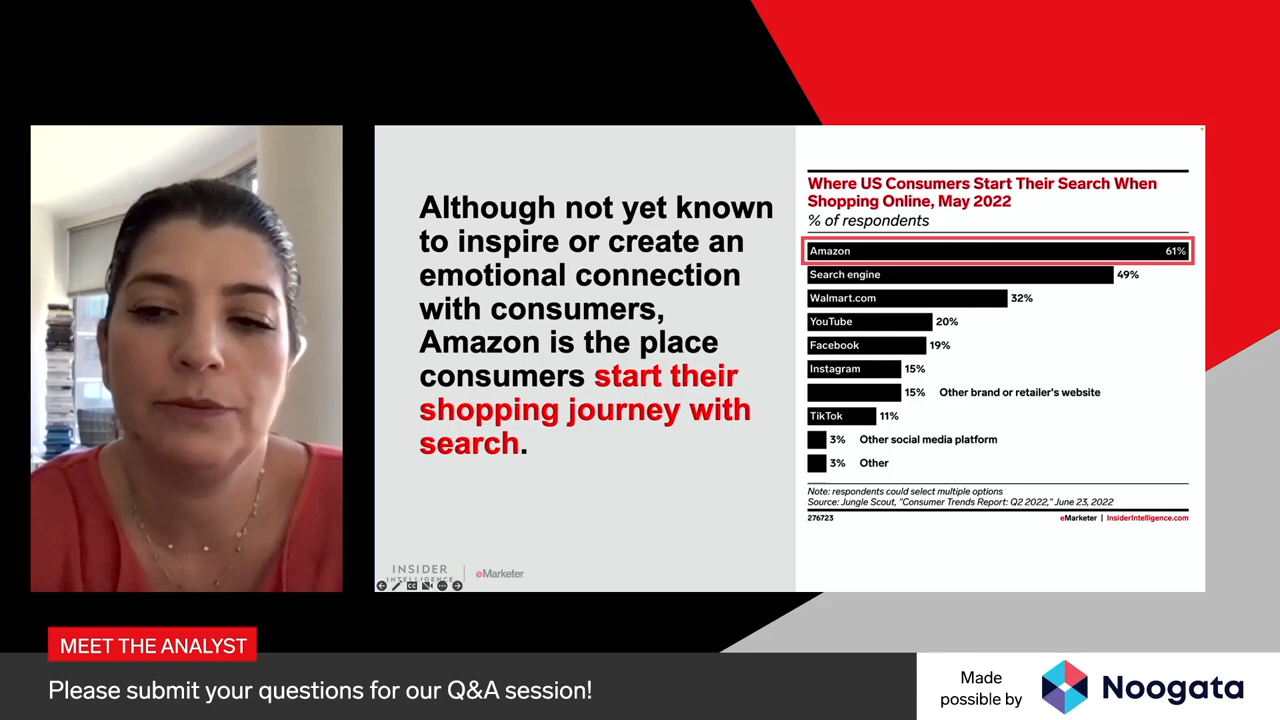 Although not yet known
to inspire or create an
emotional connection
with consumers,
Amazon is the place
consumers start their
shopping journey with
search.
INSIDER
INTELLIGENCE
eMarketer
Where US Consumers Start Their Search When
Shopping Online, May 2022
% of respondents
Amazon 61%
Search engine 49%
Walmart.com 32%
YouTube 20%
Facebook 19%
Instagram 15%
15% Other brand or retailer's website
TikTok 11%
3% Other social media platform
3% Other
Note: respondents could select multiple options
Source: Jungle Scout, "Consumer Trends Report: Q2 2022," June 23, 2022
276723 eMarketer | InsiderIntelligence.com
MEET THE ANALYST
Please submit your questions for our Q&A session!
Made
possible by
Noogata